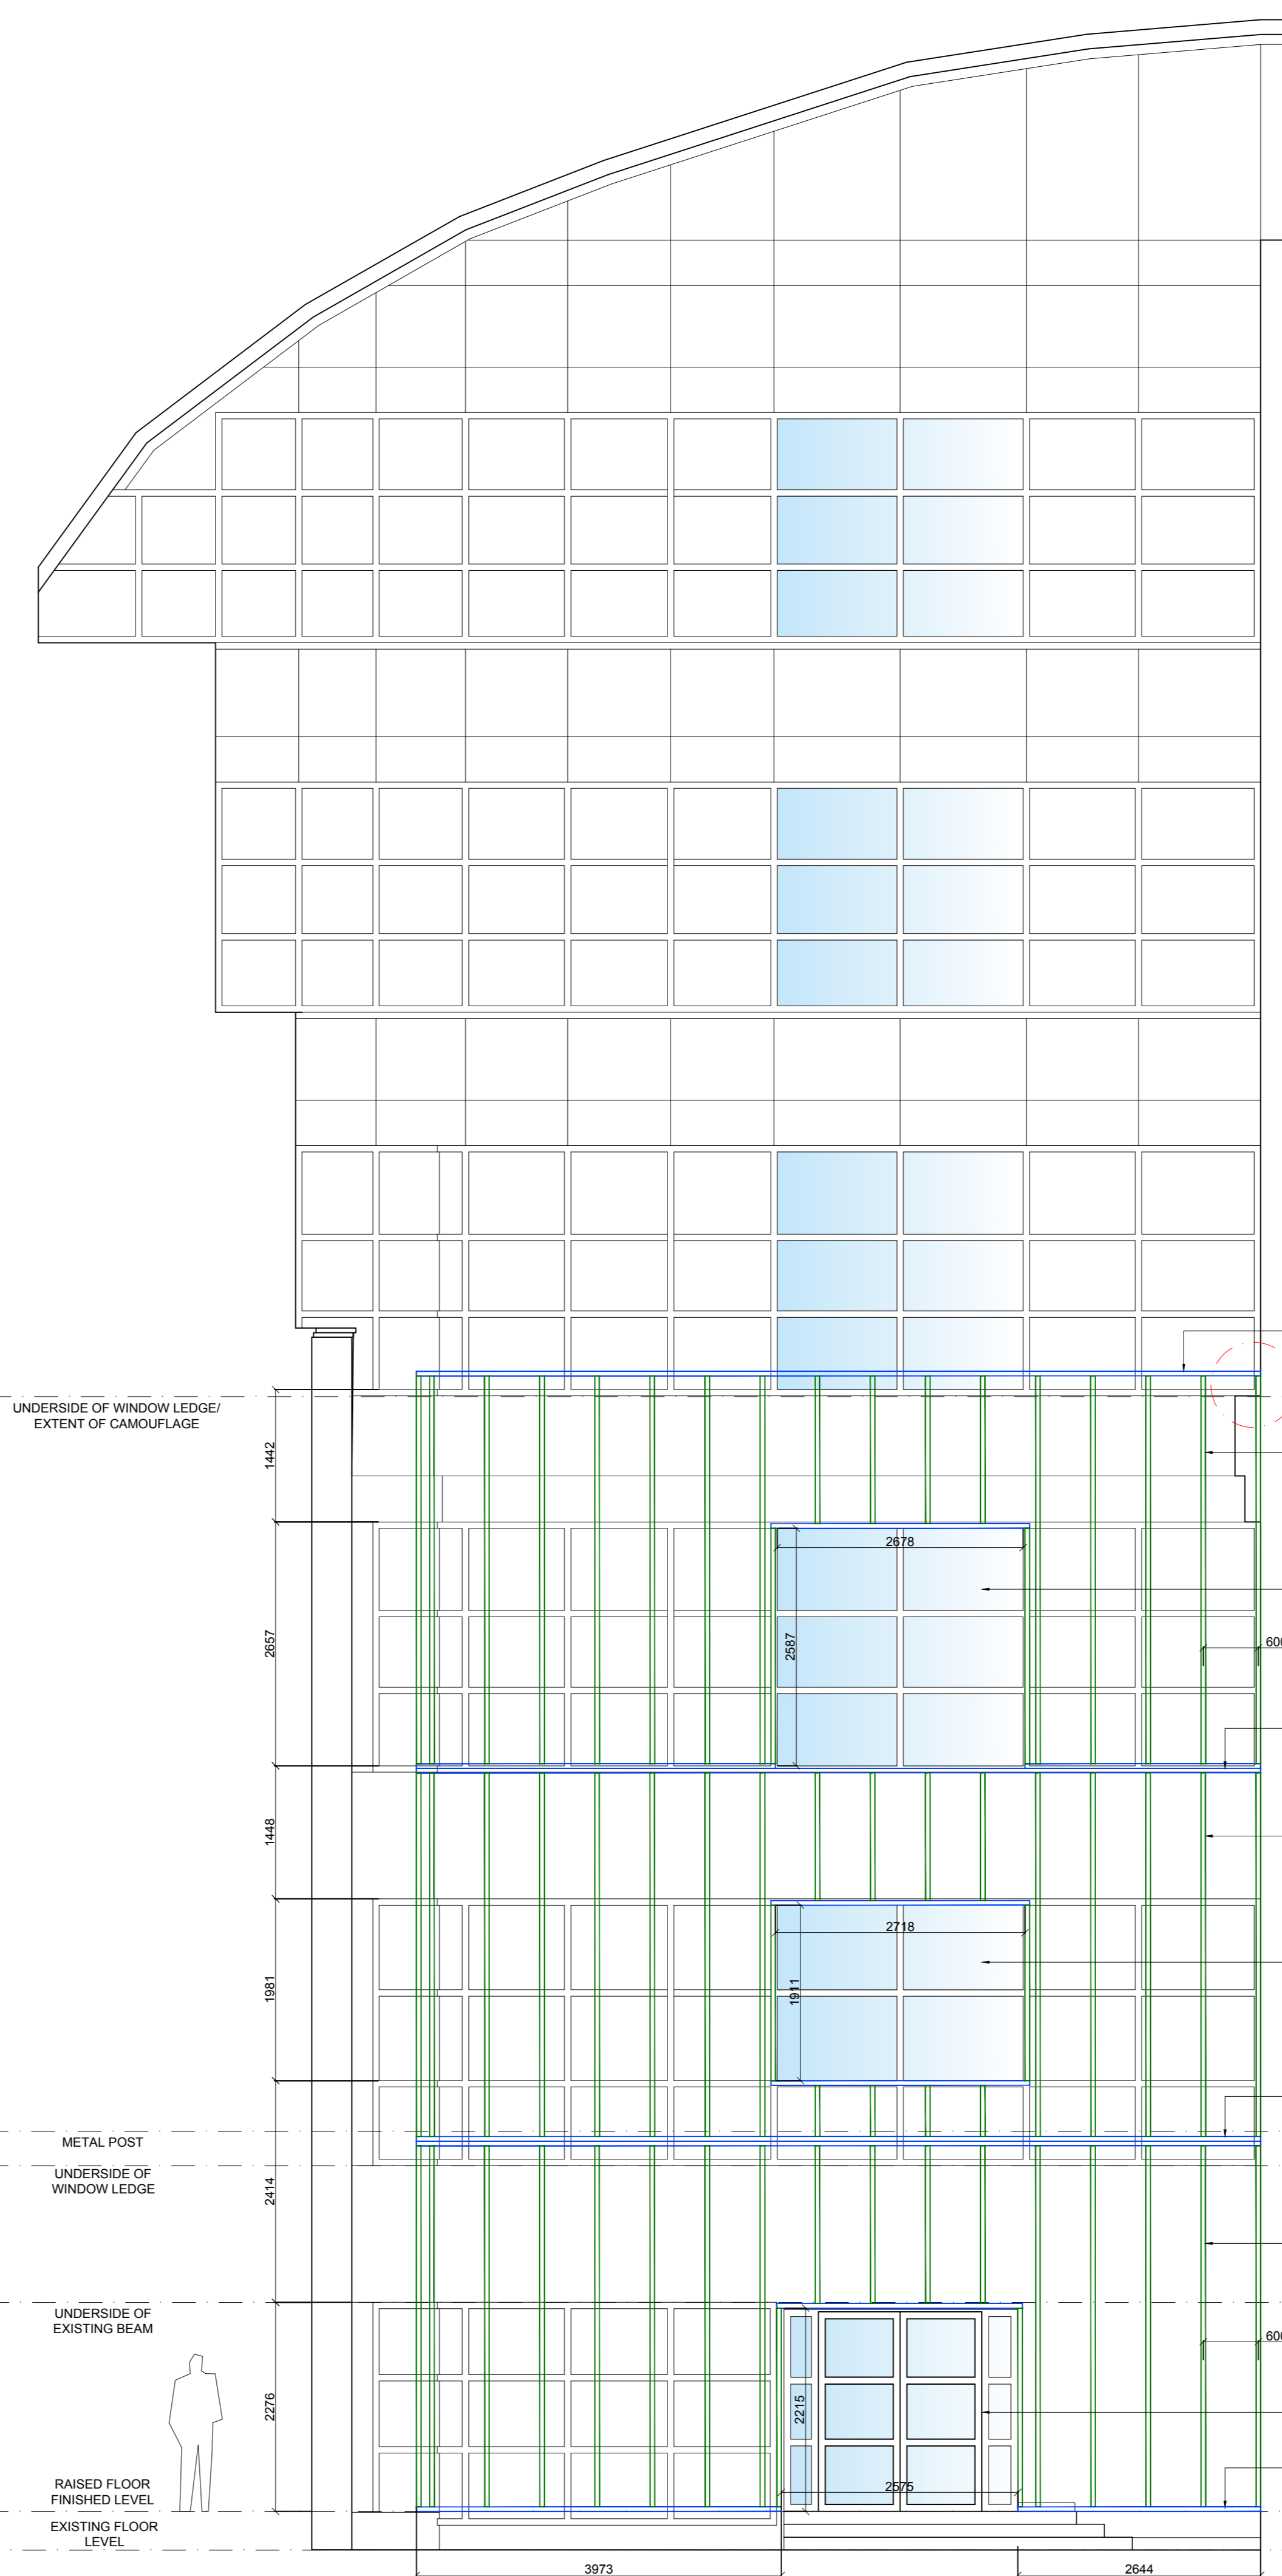 UNDERSIDE OF WINDOW LEDGE/
EXTENT OF CAMOUFLAGE
1442
2678
2657
2587
600
1448
2718
1981
1911
METAL POST
UNDERSIDE OF
WINDOW LEDGE
2414
UNDERSIDE OF
EXISTING BEAM
600
2276
2215
RAISED FLOOR
FINISHED LEVEL
2575
EXISTING FLOOR
LEVEL
3973
2644